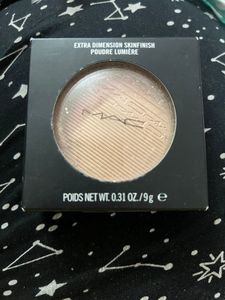 EXTRA DIMENSION SKINFINISH
POUDRE LUMIÈRE
MAC
POIDS NET WT. 0.31 OZ./9g ℮